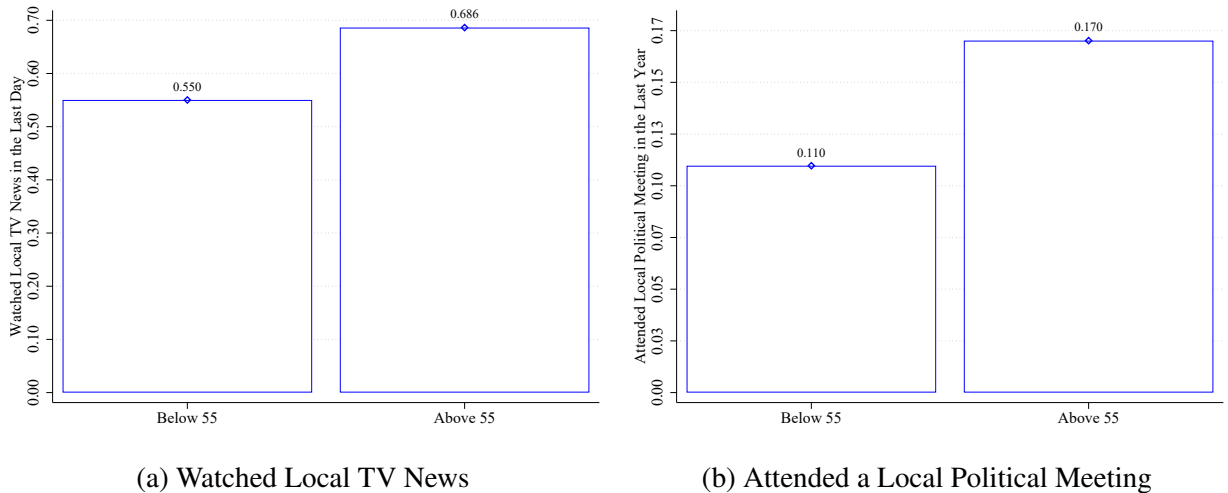 Watched Local TV News in the Last Day
0.70
0.60
0.50
0.40
0.30
0.20
0.10
0.00
0.550
0.686
Below 55
Above 55
(a) Watched Local TV News
Attended Local Political Meeting in the Last Year
0.17
0.15
0.13
0.10
0.07
0.05
0.03
0.00
0.110
0.170
Below 55
Above 55
(b) Attended a Local Political Meeting